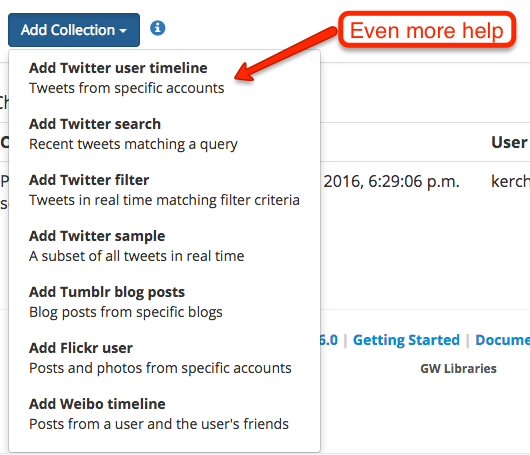 Add Collection
Even more help
Add Twitter user timeline
Tweets from specific accounts
Add Twitter search
Recent tweets matching a query
User
Add Twitter filter
2016, 6:29:06 p.m.
Tweets in real time matching filter criteria
Add Twitter sample
A subset of all tweets in real time
Add Tumblr blog posts
Blog posts from specific blogs
6.0 | Getting Started |
Add Flickr user
Posts and photos from specific accounts
GW Libraries
Add Weibo timeline
Posts from a user and the user's friends